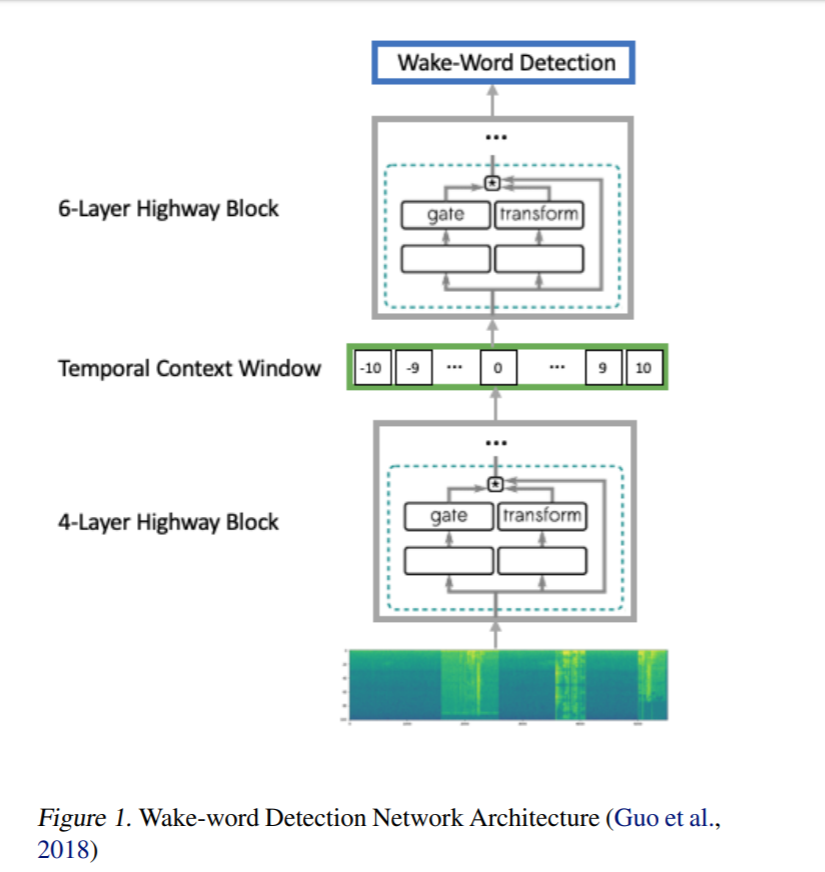 Wake-Word Detection
...
6-Layer Highway Block
gate transform
Temporal Context Window
-10 -9 ... 0 ... 9 10
...
4-Layer Highway Block
gate transform
Figure 1. Wake-word Detection Network Architecture (Guo et al.,
2018)